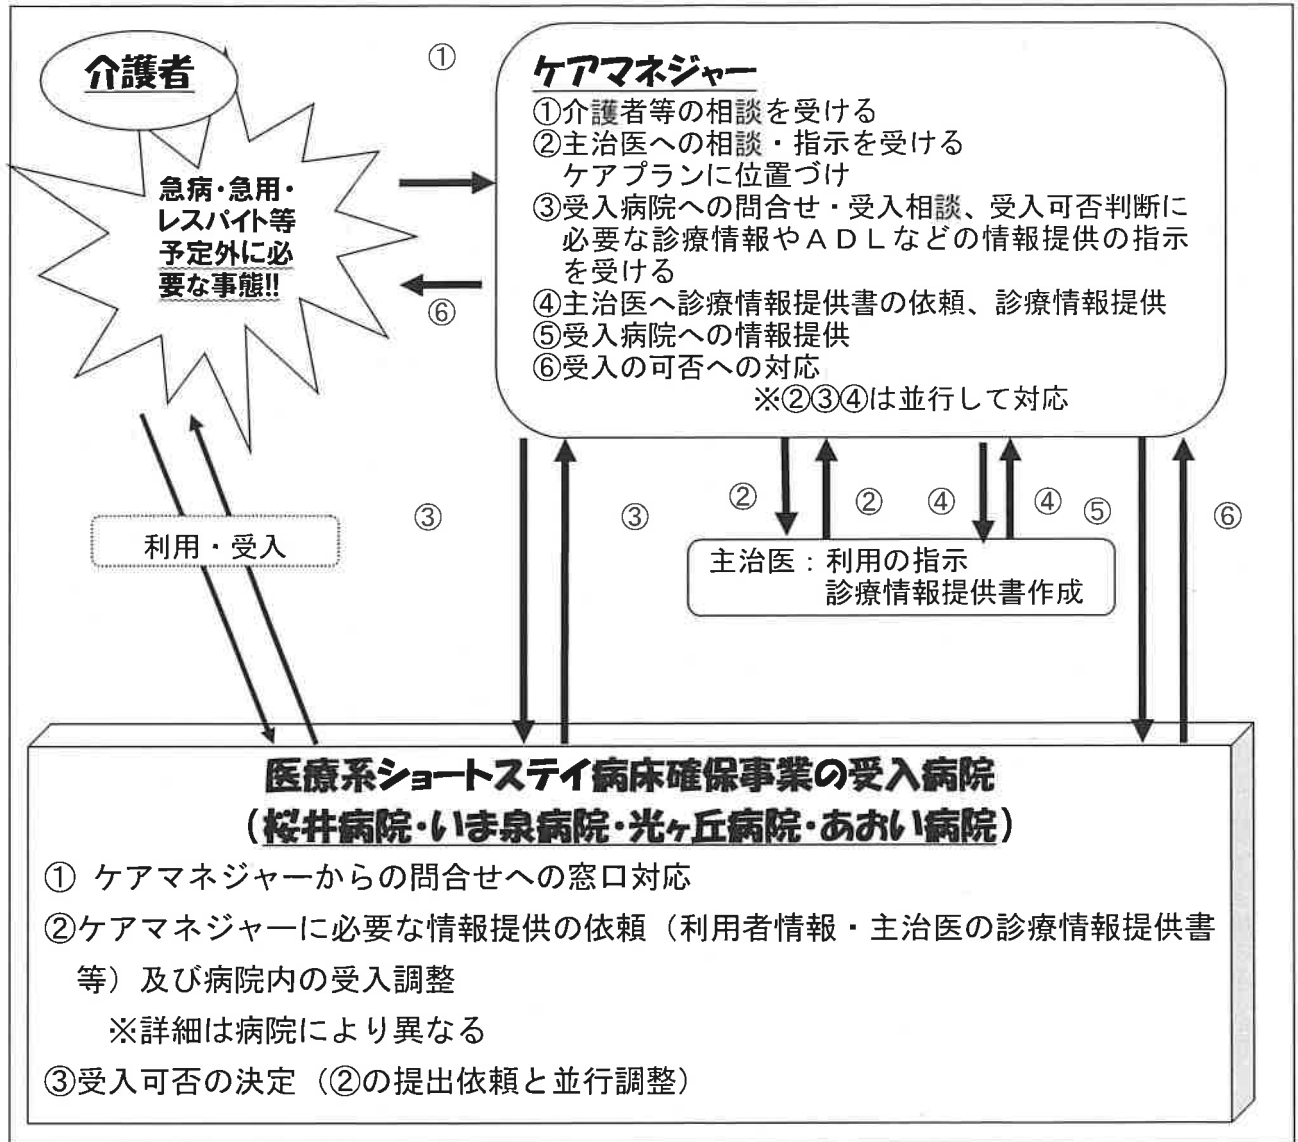 介護者
急病・急用・
レスパイト等
予定外に必
要な事態!!
①
⑥
ケアマネジャー
①介護者等の相談を受ける
②主治医への相談・指示を受ける
ケアプランに位置づけ
③受入病院への問合せ・受入相談、受入可否判断に
必要な診療情報やＡＤＬなどの情報提供の指示
を受ける
④主治医へ診療情報提供書の依頼、診療情報提供
⑤受入病院への情報提供
⑥受入の可否への対応
※②③④は並行して対応
利用・受入
③
③
②
②
④
④
⑤
⑥
主治医：利用の指示
診療情報提供書作成
医療系ショートステイ病床確保事業の受入病院
（桜井病院・いま泉病院・光ヶ丘病院・あおい病院）
① ケアマネジャーからの問合せへの窓口対応
②ケアマネジャーに必要な情報提供の依頼（利用者情報・主治医の診療情報提供書
等）及び病院内の受入調整
※詳細は病院により異なる
③受入可否の決定（②の提出依頼と並行調整）